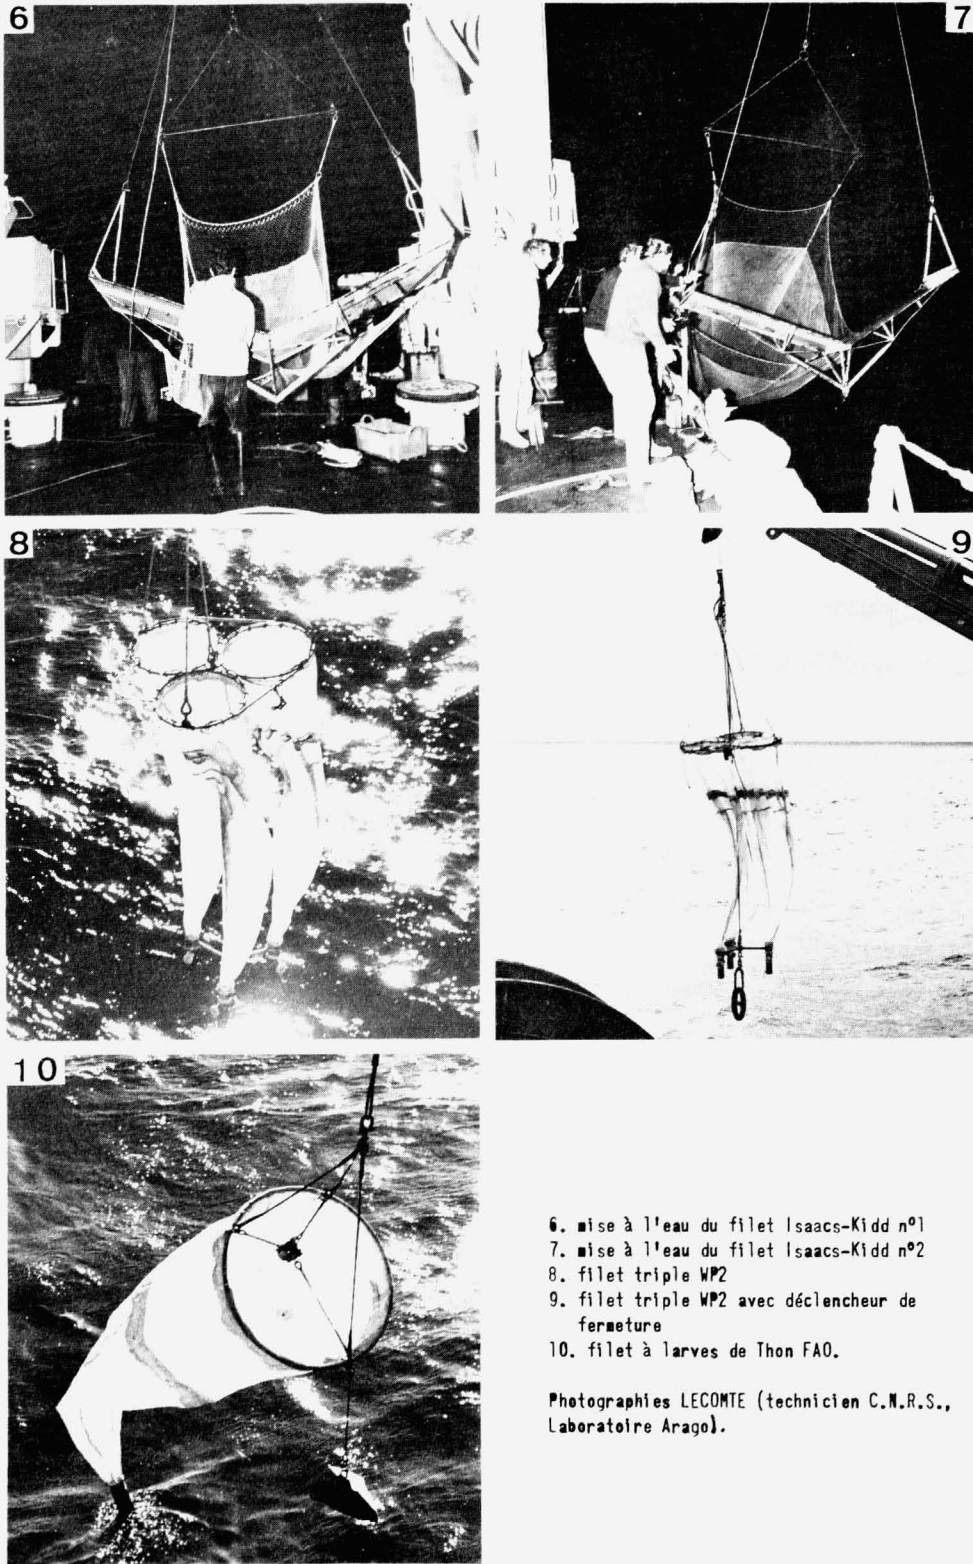 6
7
8
9
10
6. mise à l'eau du filet Isaacs-Kidd nº1
7. mise à l'eau du filet Isaacs-Kidd nº2
8. filet triple WP2
9. filet triple WP2 avec déclencheur de
fermeture
10. filet à larves de Thon FAO.
Photographies LECOMTE (technicien C.N.R.S.,
Laboratoire Arago).